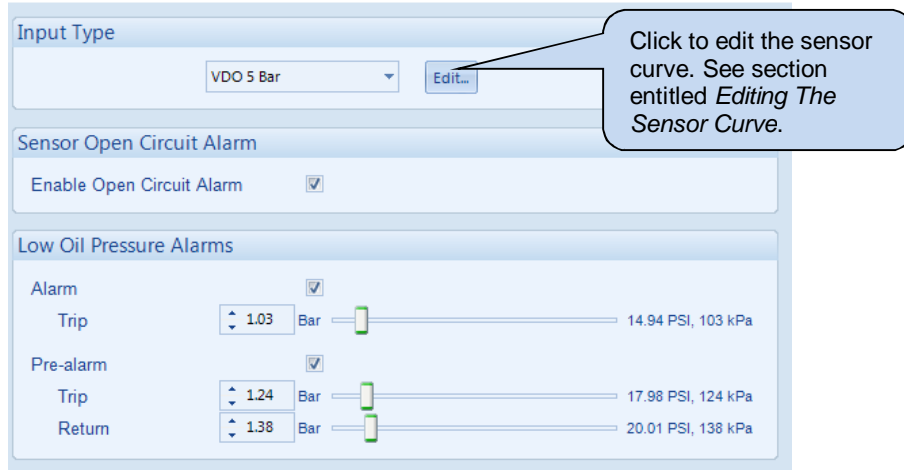 Input Type
VDO 5 Bar
Edit...
Click to edit the sensor
curve. See section
entitled Editing The
Sensor Curve.
Sensor Open Circuit Alarm
Enable Open Circuit Alarm
Low Oil Pressure Alarms
Alarm
Trip 1.03 Bar 14.94 PSI, 103 kPa
Pre-alarm
Trip 1.24 Bar 17.98 PSI, 124 kPa
Return 1.38 Bar 20.01 PSI, 138 kPa